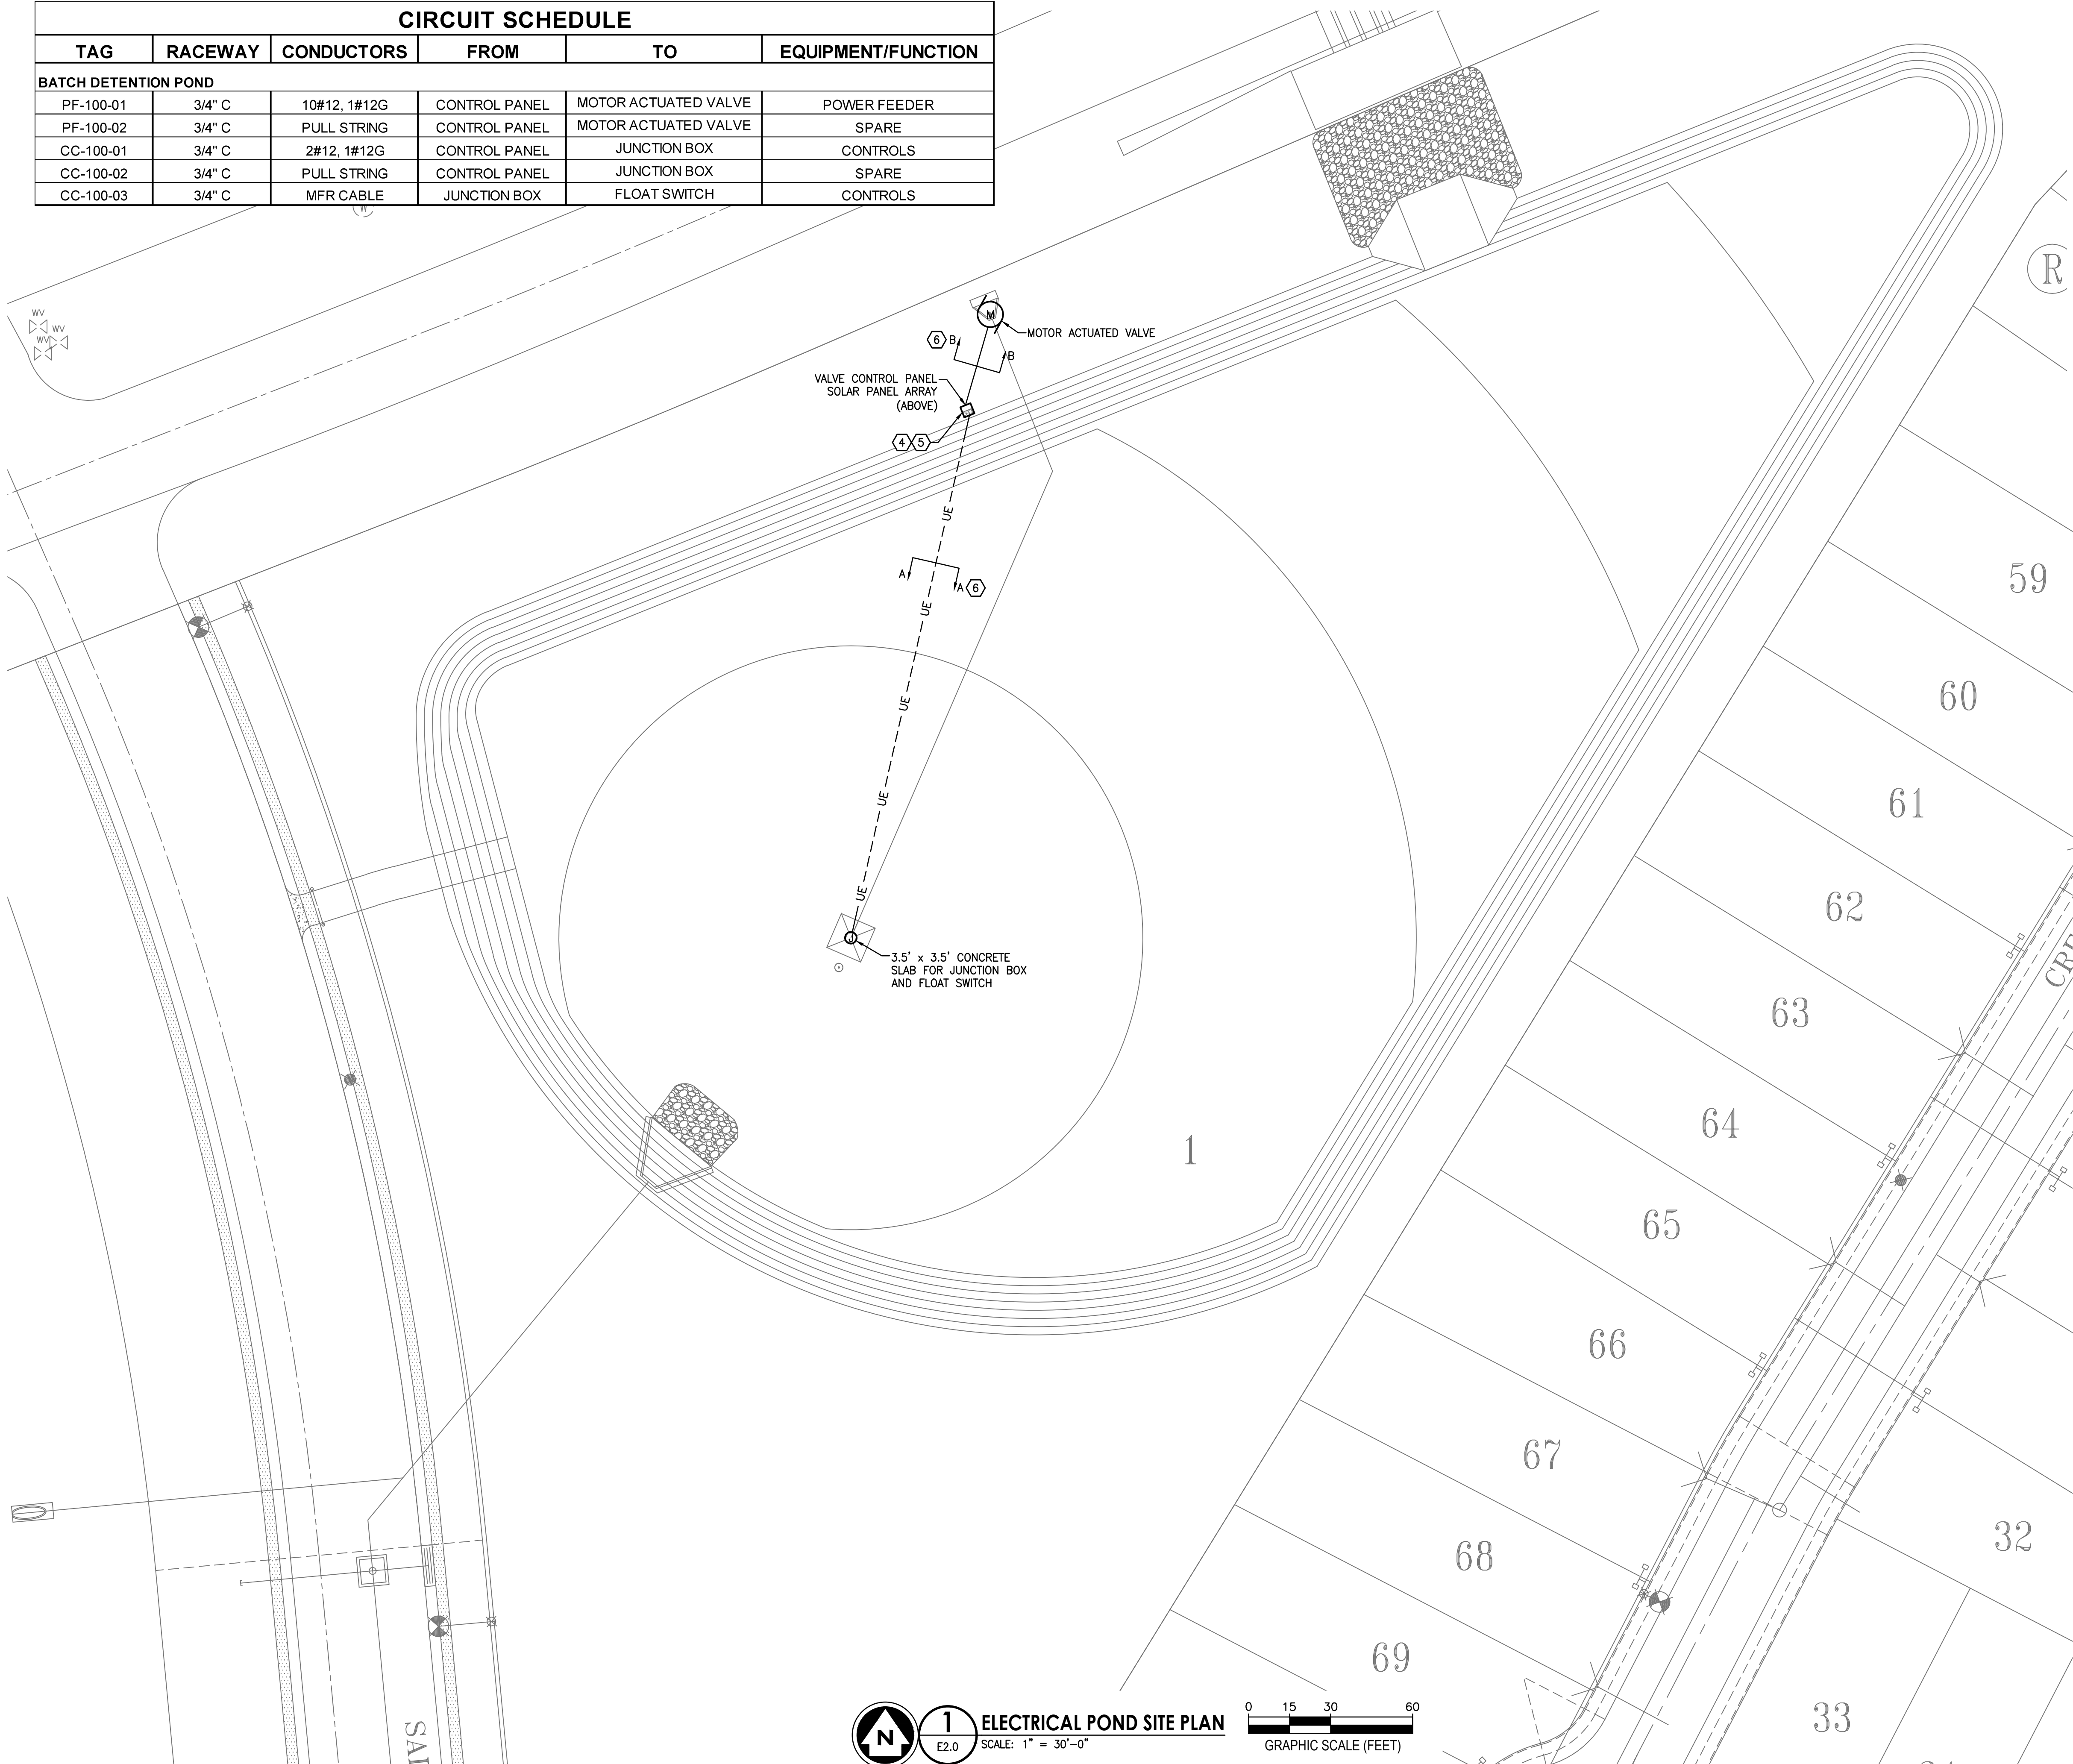 CIRCUIT SCHEDULE
TAG RACEWAY CONDUCTORS FROM TO EQUIPMENT/FUNCTION
BATCH DETENTION POND
PF-100-01 3/4" C 10#12, 1#12G CONTROL PANEL MOTOR ACTUATED VALVE POWER FEEDER
PF-100-02 3/4" C PULL STRING CONTROL PANEL MOTOR ACTUATED VALVE SPARE
CC-100-01 3/4" C 2#12, 1#12G CONTROL PANEL JUNCTION BOX CONTROLS
CC-100-02 3/4" C PULL STRING CONTROL PANEL JUNCTION BOX SPARE
CC-100-03 3/4" C MFR CABLE JUNCTION BOX FLOAT SWITCH CONTROLS
W
R
WV
WV
WV
M
MOTOR ACTUATED VALVE
6 B
B
VALVE CONTROL PANEL
SOLAR PANEL ARRAY
(ABOVE)
4 5
UE
A
A 6
UE
UE
UE
UE
J
3.5' x 3.5' CONCRETE
SLAB FOR JUNCTION BOX
AND FLOAT SWITCH
59
60
61
62
CRE
63
64
1
65
66
67
32
68
69
33
SAI
N
1
E2.0
ELECTRICAL POND SITE PLAN
SCALE: 1" = 30'-0"
0 15 30 60
GRAPHIC SCALE (FEET)